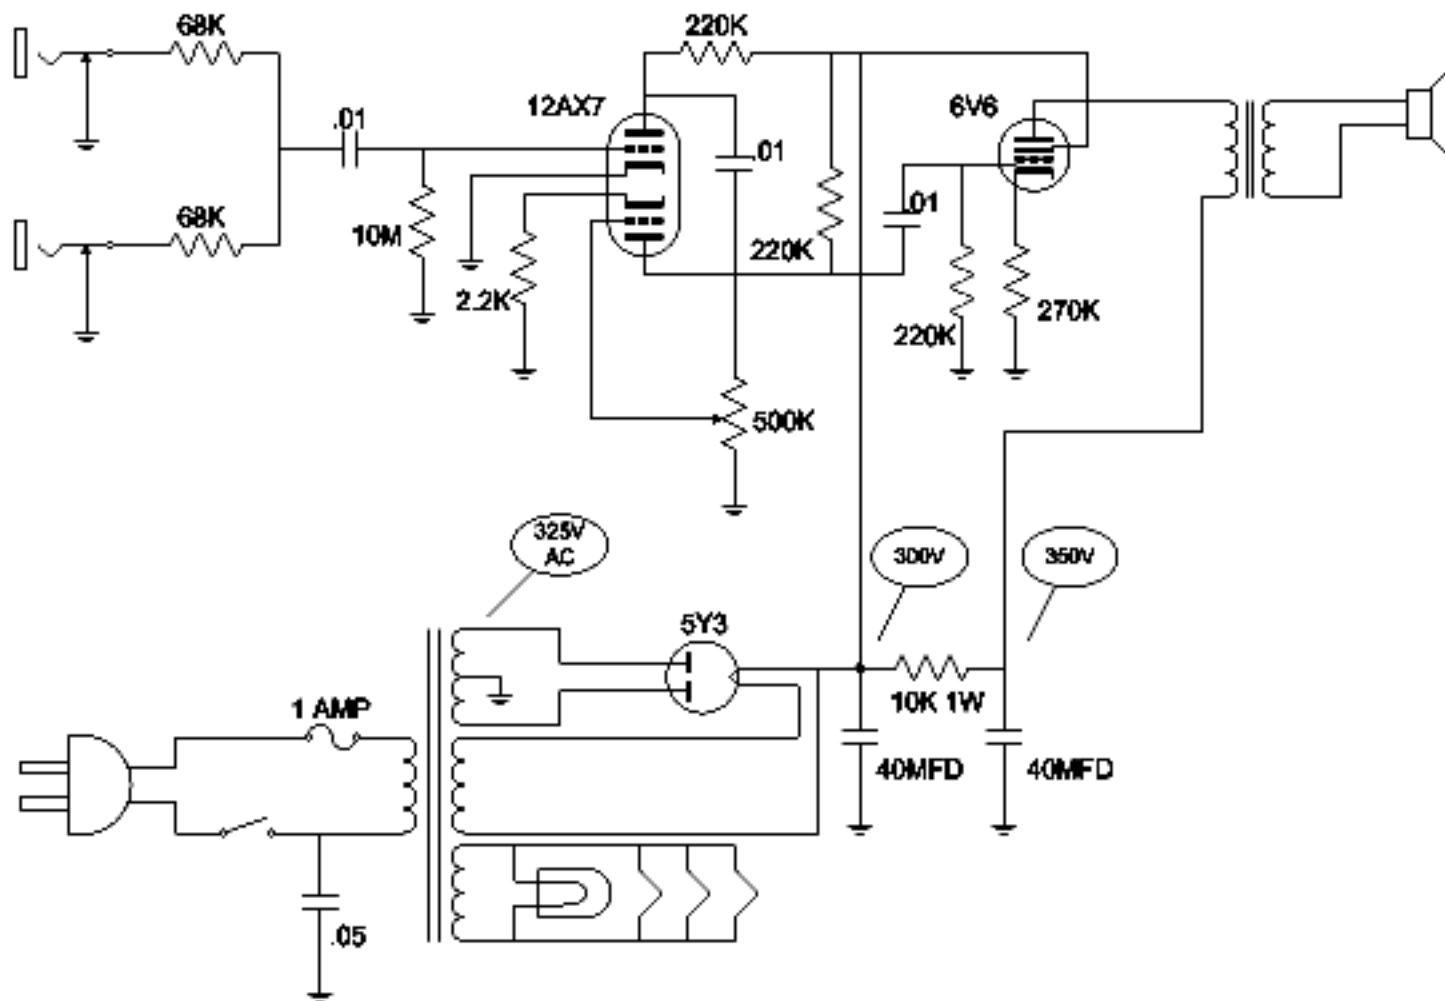 68K
220K
12AX7
6V6
.01
.01
68K
.01
10M
220K
2.2K
270K
220K
500K
325V
AC
300V
350V
5Y3
1 AMP
10K 1W
40MFD
40MFD
.05